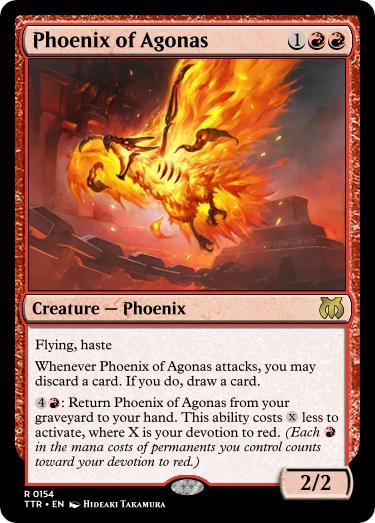 Phoenix of Agonas 1
Creature — Phoenix
Flying, haste
Whenever Phoenix of Agonas attacks, you may
discard a card. If you do, draw a card.
4 : Return Phoenix of Agonas from your
graveyard to your hand. This ability costs X less to
activate, where X is your devotion to red. (Each
in the mana costs of permanents you control counts
toward your devotion to red.)
2/2
R 0154
TTR • EN HIDEAKI TAKAMURA